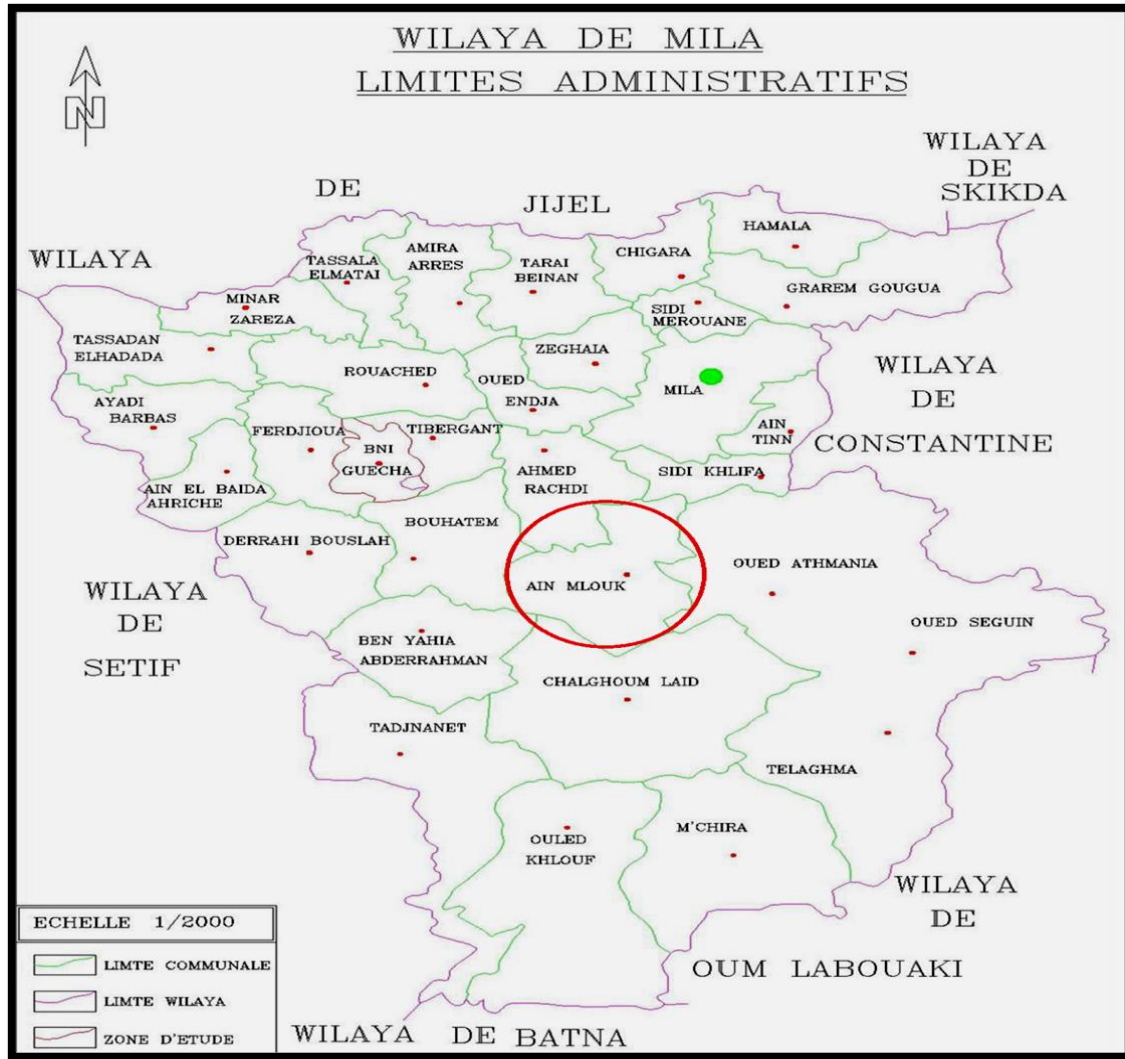 WILAYA DE MILA
LIMITES ADMINISTRATIFS
N
WILAYA
DE
JIJEL
WILAYA
DE
SKIKDA
HAMALA
AMIRA
ARRES
TASSALA
ELMATAI
TARAI
BEINAN
CHIGARA
GRAREM GOUGUA
MINAR
ZAREZA
SIDI
MEROUANE
TASSADAN
ELHADADA
ZEGHAIA
ROUACHED
OUED
ENDJA
MILA
WILAYA
DE
CONSTANTINE
AYADI
BARBAS
FERDJIOUA
BNI
GUECHA
TIBERGANT
AIN
TINN
AHMED
RACHDI
SIDI KHLIFA
AIN EL BAIDA
AHRICHE
DERRAHI BOUSLAH
BOUHATEM
AIN MLOUK
OUED ATHMANIA
OUED SEGUIN
WILAYA
DE
SETIF
BEN YAHIA
ABDERRAHMAN
CHALGHOUM LAID
TADJNANET
TELAGHMA
OULED
KHLOUF
M'CHIRA
WILAYA
DE
OUM LABOUAKI
WILAYA DE BATNA
ECHELLE 1/2000
LIMTE COMMUNALE
LIMTE WILAYA
ZONE D'ETUDE